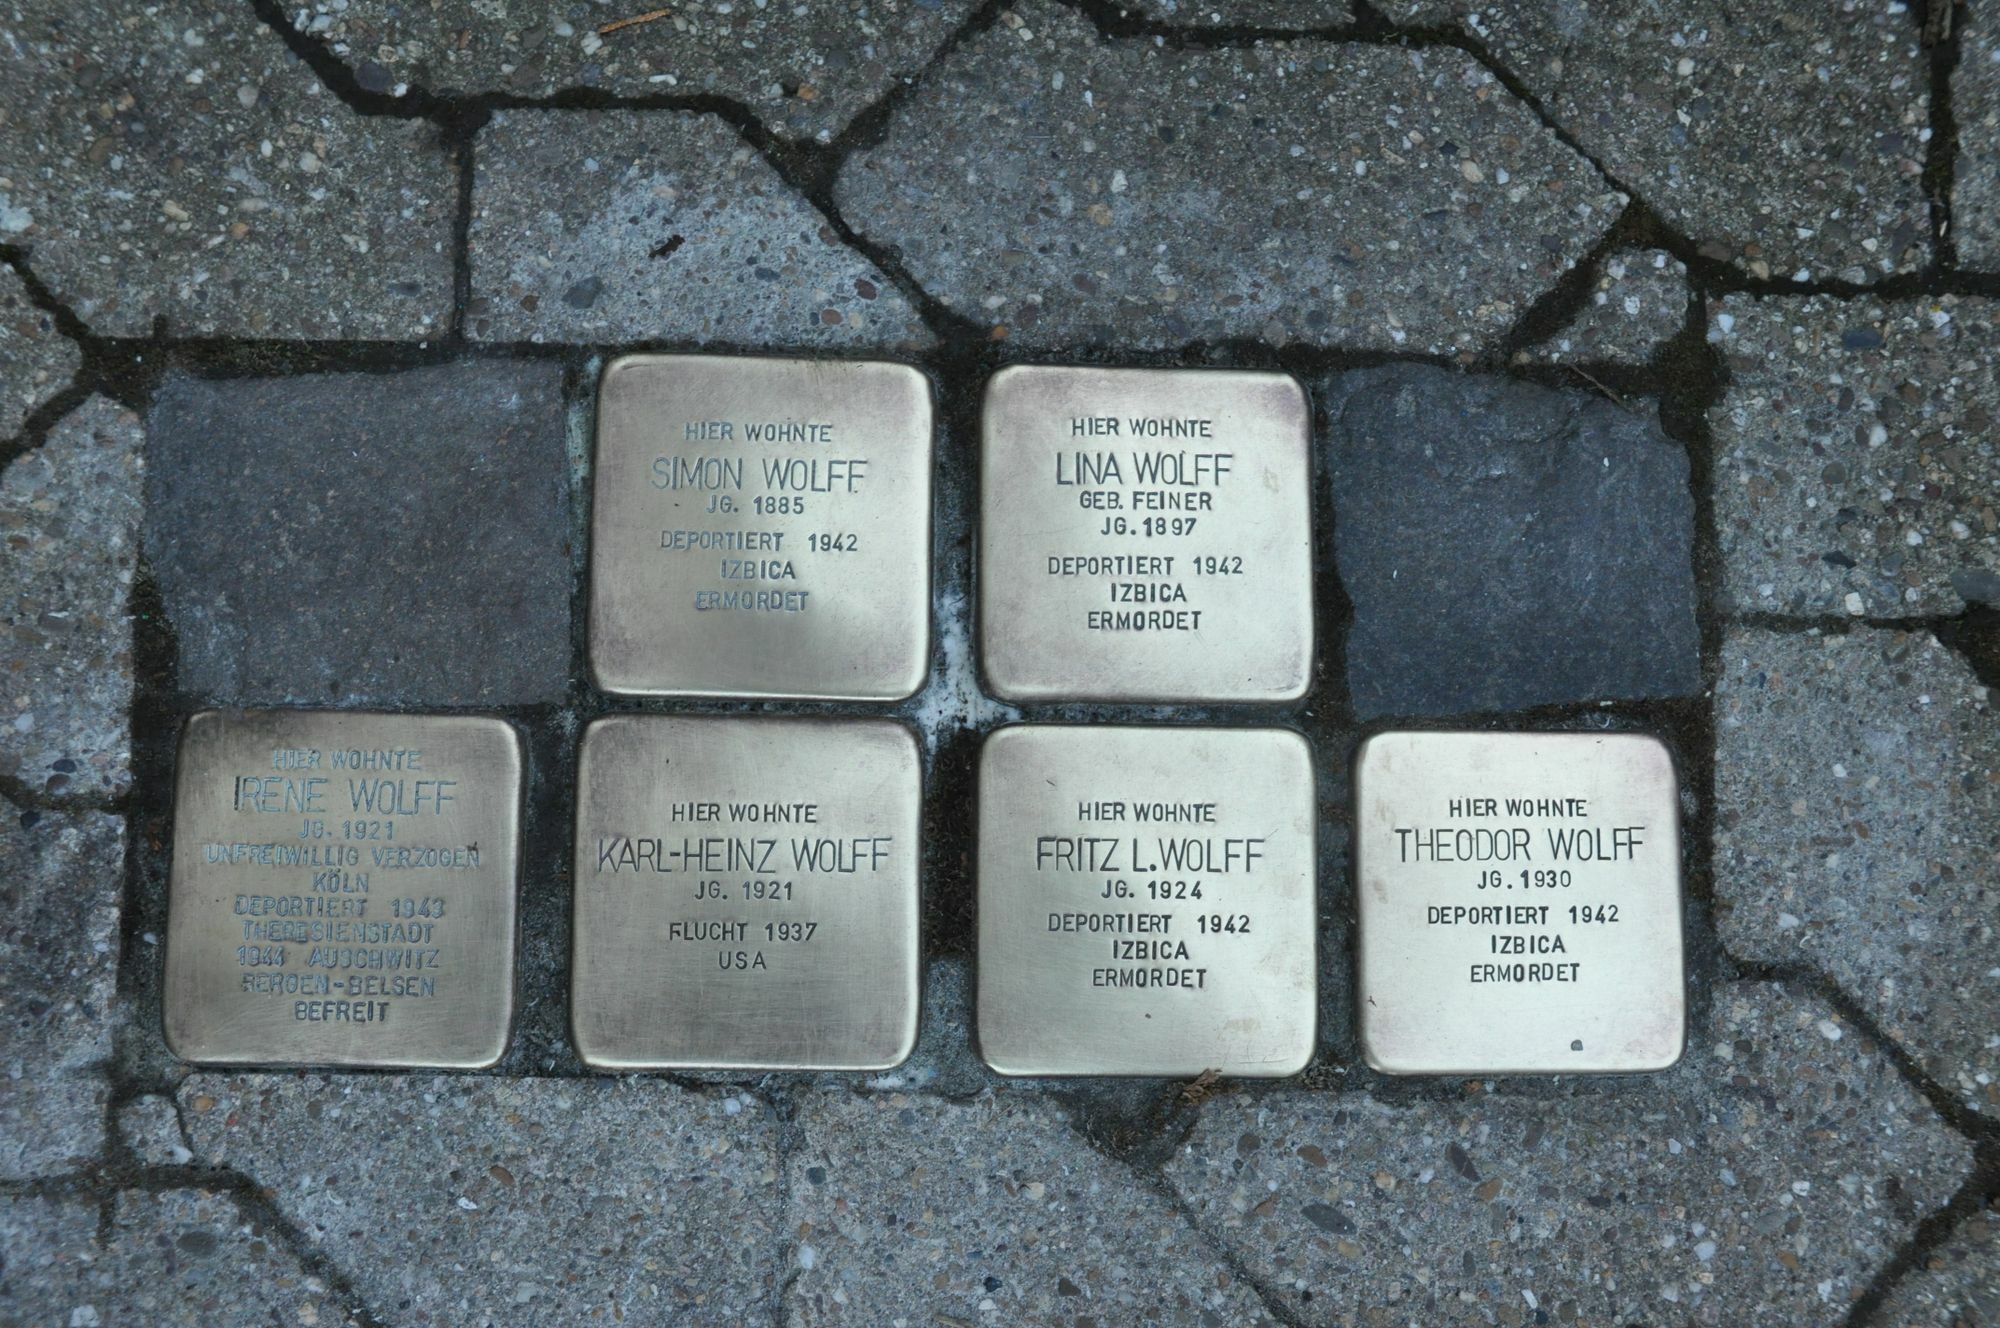 HIER WOHNTE
SIMON WOLFF
JG. 1885
DEPORTIERT 1942
IZBICA
ERMORDET
HIER WOHNTE
LINA WOLFF
GEB. FEINER
JG. 1897
DEPORTIERT 1942
IZBICA
ERMORDET
HIER WOHNTE
IRENE WOLFF
JG. 1921
UNFREIWILLIG VERZOGEN
KÖLN
DEPORTIERT 1943
THERESIENSTADT
1944 AUSCHWITZ
BERGEN-BELSEN
BEFREIT
HIER WOHNTE
KARL-HEINZ WOLFF
JG. 1921
FLUCHT 1937
USA
HIER WOHNTE
FRITZ L. WOLFF
JG. 1924
DEPORTIERT 1942
IZBICA
ERMORDET
HIER WOHNTE
THEODOR WOLFF
JG. 1930
DEPORTIERT 1942
IZBICA
ERMORDET